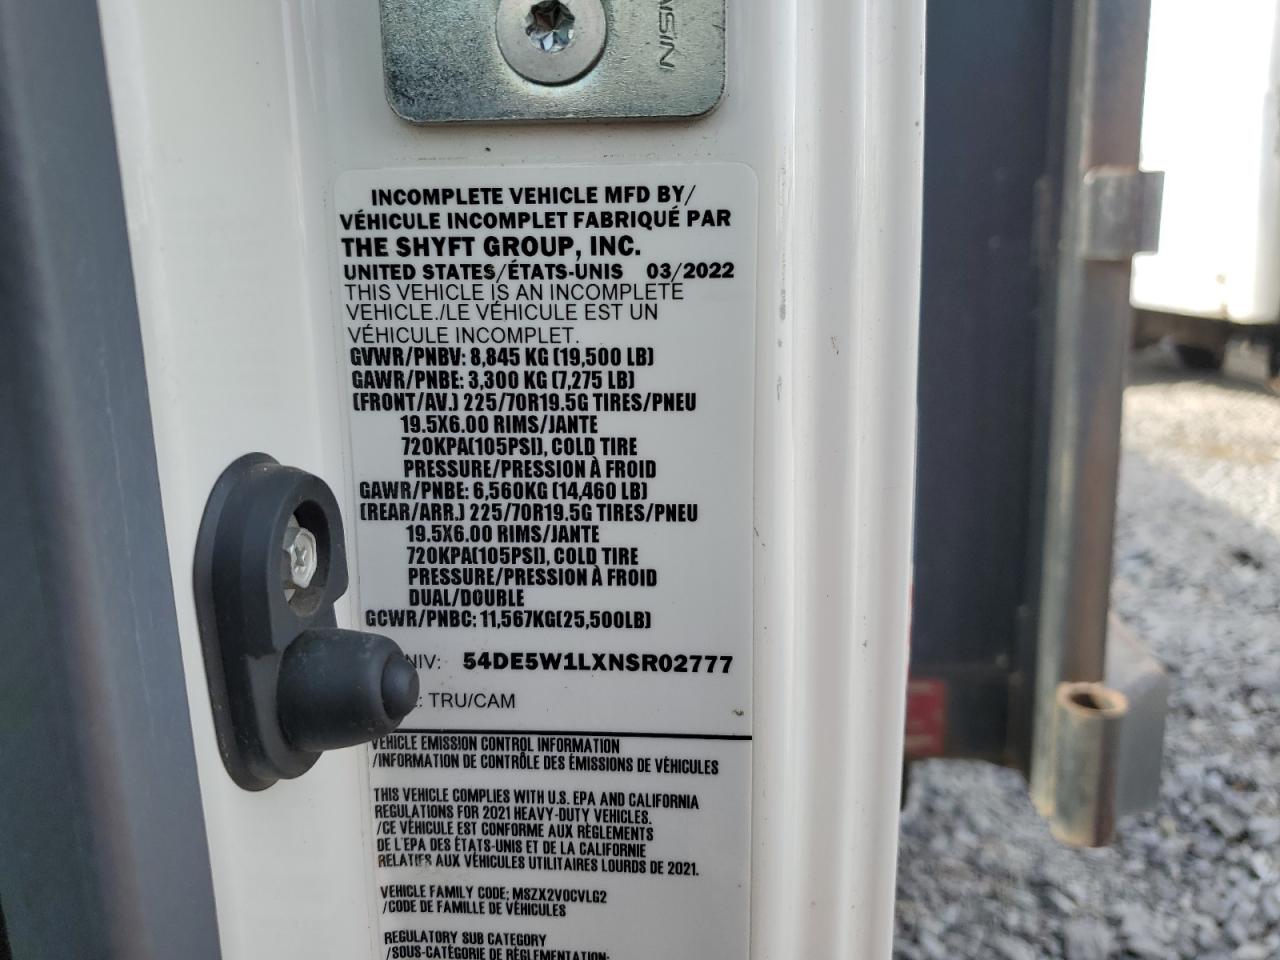 INCOMPLETE VEHICLE MFD BY/
VÉHICULE INCOMPLET FABRIQUÉ PAR
THE SHYFT GROUP, INC.
UNITED STATES/ÉTATS-UNIS 03/2022
THIS VEHICLE IS AN INCOMPLETE
VEHICLE./LE VÉHICULE EST UN
VÉHICULE INCOMPLET.
GVWR/PNBV: 8,845 KG (19,500 LB)
GAWR/PNBE: 3,300 KG (7,275 LB)
(FRONT/AV.) 225/70R19.5G TIRES/PNEU
19.5X6.00 RIMS/JANTE
720KPA(105PSI), COLD TIRE
PRESSURE/PRESSION À FROID
GAWR/PNBE: 6,560KG (14,460 LB)
(REAR/ARR.) 225/70R19.5G TIRES/PNEU
19.5X6.00 RIMS/JANTE
720KPA(105PSI), COLD TIRE
PRESSURE/PRESSION À FROID
DUAL/DOUBLE
GCWR/PNBC: 11,567KG(25,500LB)
NIV: 54DE5W1LXNSR02777
: TRU/CAM
VEHICLE EMISSION CONTROL INFORMATION
/INFORMATION DE CONTRÔLE DES ÉMISSIONS DE VÉHICULES
THIS VEHICLE COMPLIES WITH U.S. EPA AND CALIFORNIA
REGULATIONS FOR 2021 HEAVY-DUTY VEHICLES.
/CE VÉHICULE EST CONFORME AUX RÈGLEMENTS
DE L'EPA DES ÉTATS-UNIS ET DE LA CALIFORNIE
RELATIFS AUX VÉHICULES UTILITAIRES LOURDS DE 2021.
VEHICLE FAMILY CODE: MSZX2VOCVLG2
/CODE DE FAMILLE DE VÉHICULES
REGULATORY SUB CATEGORY
/SOUS-CATÉGORIE DE RÉGLEMENTATION: